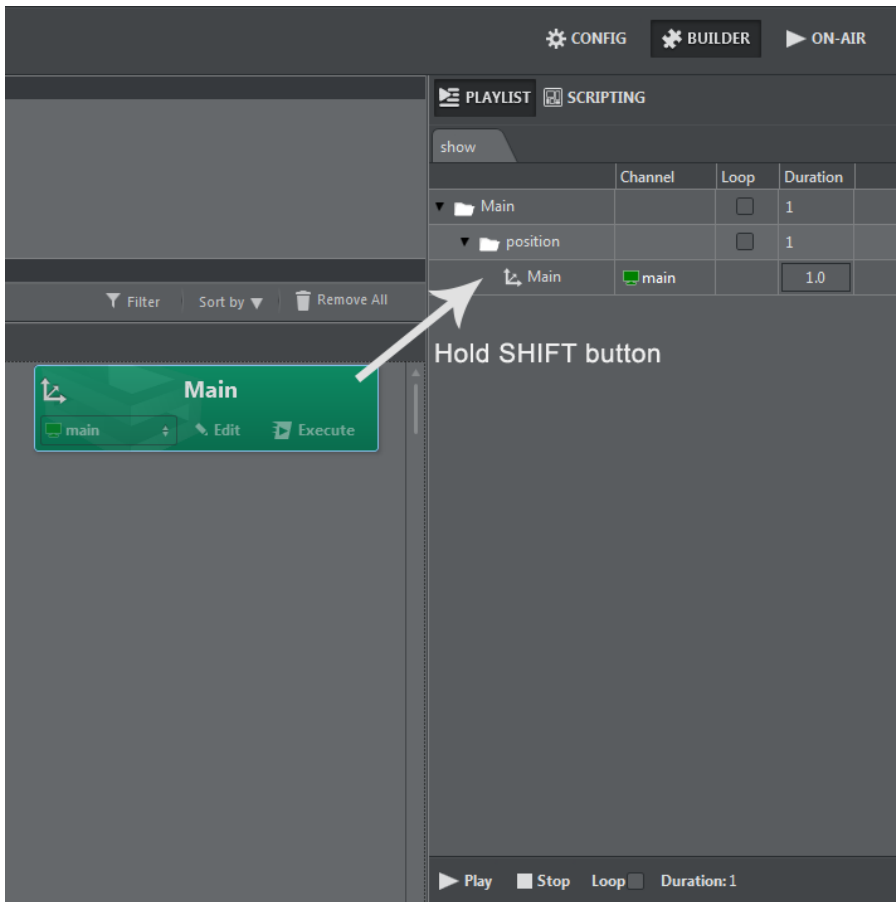 CONFIG BUILDER ON-AIR
PLAYLIST SCRIPTING
show
Channel Loop Duration
Main 1
position 1
Main main 1.0
Filter Sort by Remove All
Hold SHIFT button
Main
main Edit Execute
Play Stop Loop Duration: 1